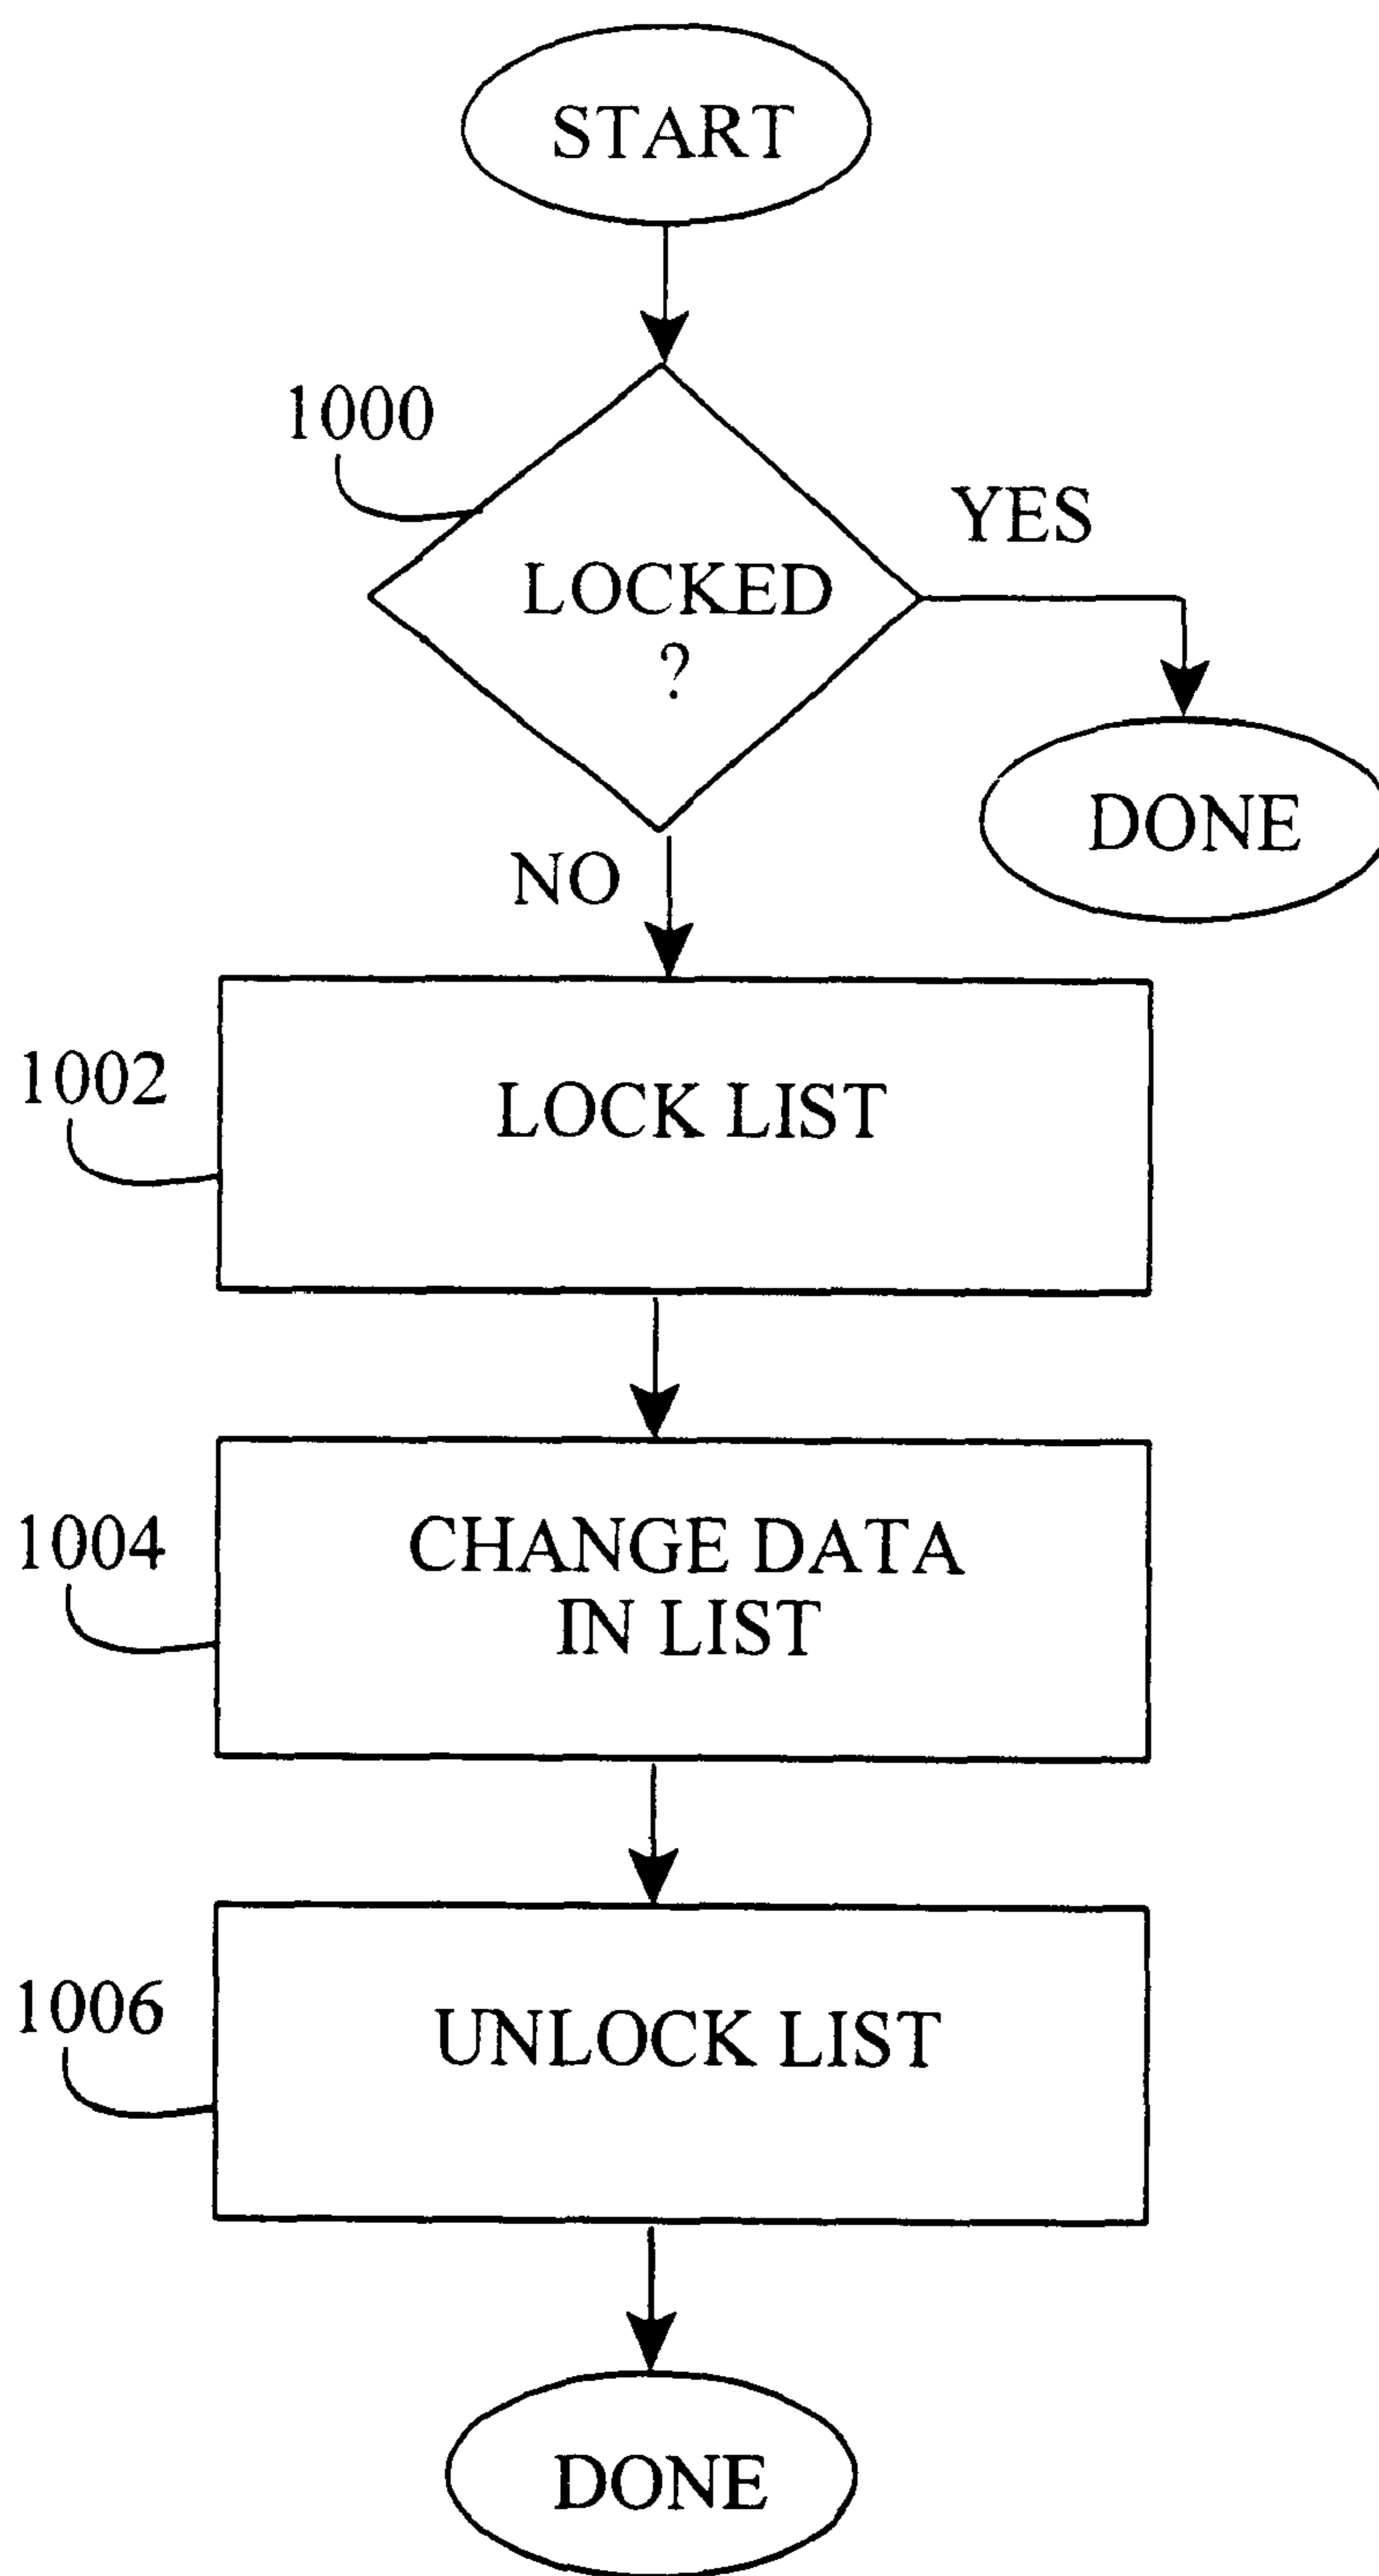 START
1000
YES
LOCKED
?
DONE
NO
1002
LOCK LIST
1004
CHANGE DATA
IN LIST
1006
UNLOCK LIST
DONE